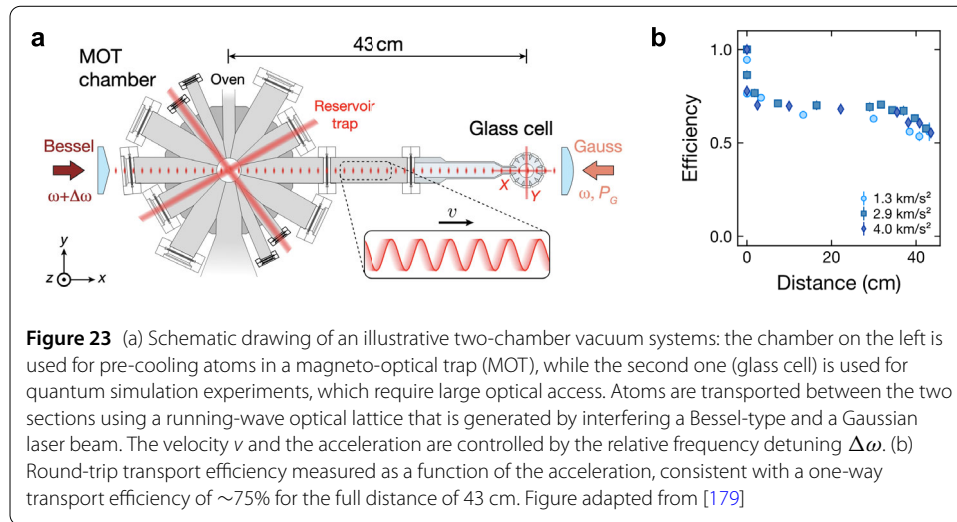 a
43 cm
MOT
chamber
Oven
Reservoir
trap
Glass cell
Bessel
ω+Δω
Gauss
ω, P_G
X
Y
v
y
z
x
b
Efficiency
1.0
0.5
0.0
1.3 km/s²
2.9 km/s²
4.0 km/s²
0
20
40
Distance (cm)
Figure 23 (a) Schematic drawing of an illustrative two-chamber vacuum systems: the chamber on the left is
used for pre-cooling atoms in a magneto-optical trap (MOT), while the second one (glass cell) is used for
quantum simulation experiments, which require large optical access. Atoms are transported between the two
sections using a running-wave optical lattice that is generated by interfering a Bessel-type and a Gaussian
laser beam. The velocity v and the acceleration are controlled by the relative frequency detuning Δω. (b)
Round-trip transport efficiency measured as a function of the acceleration, consistent with a one-way
transport efficiency of ~75% for the full distance of 43 cm. Figure adapted from [179]